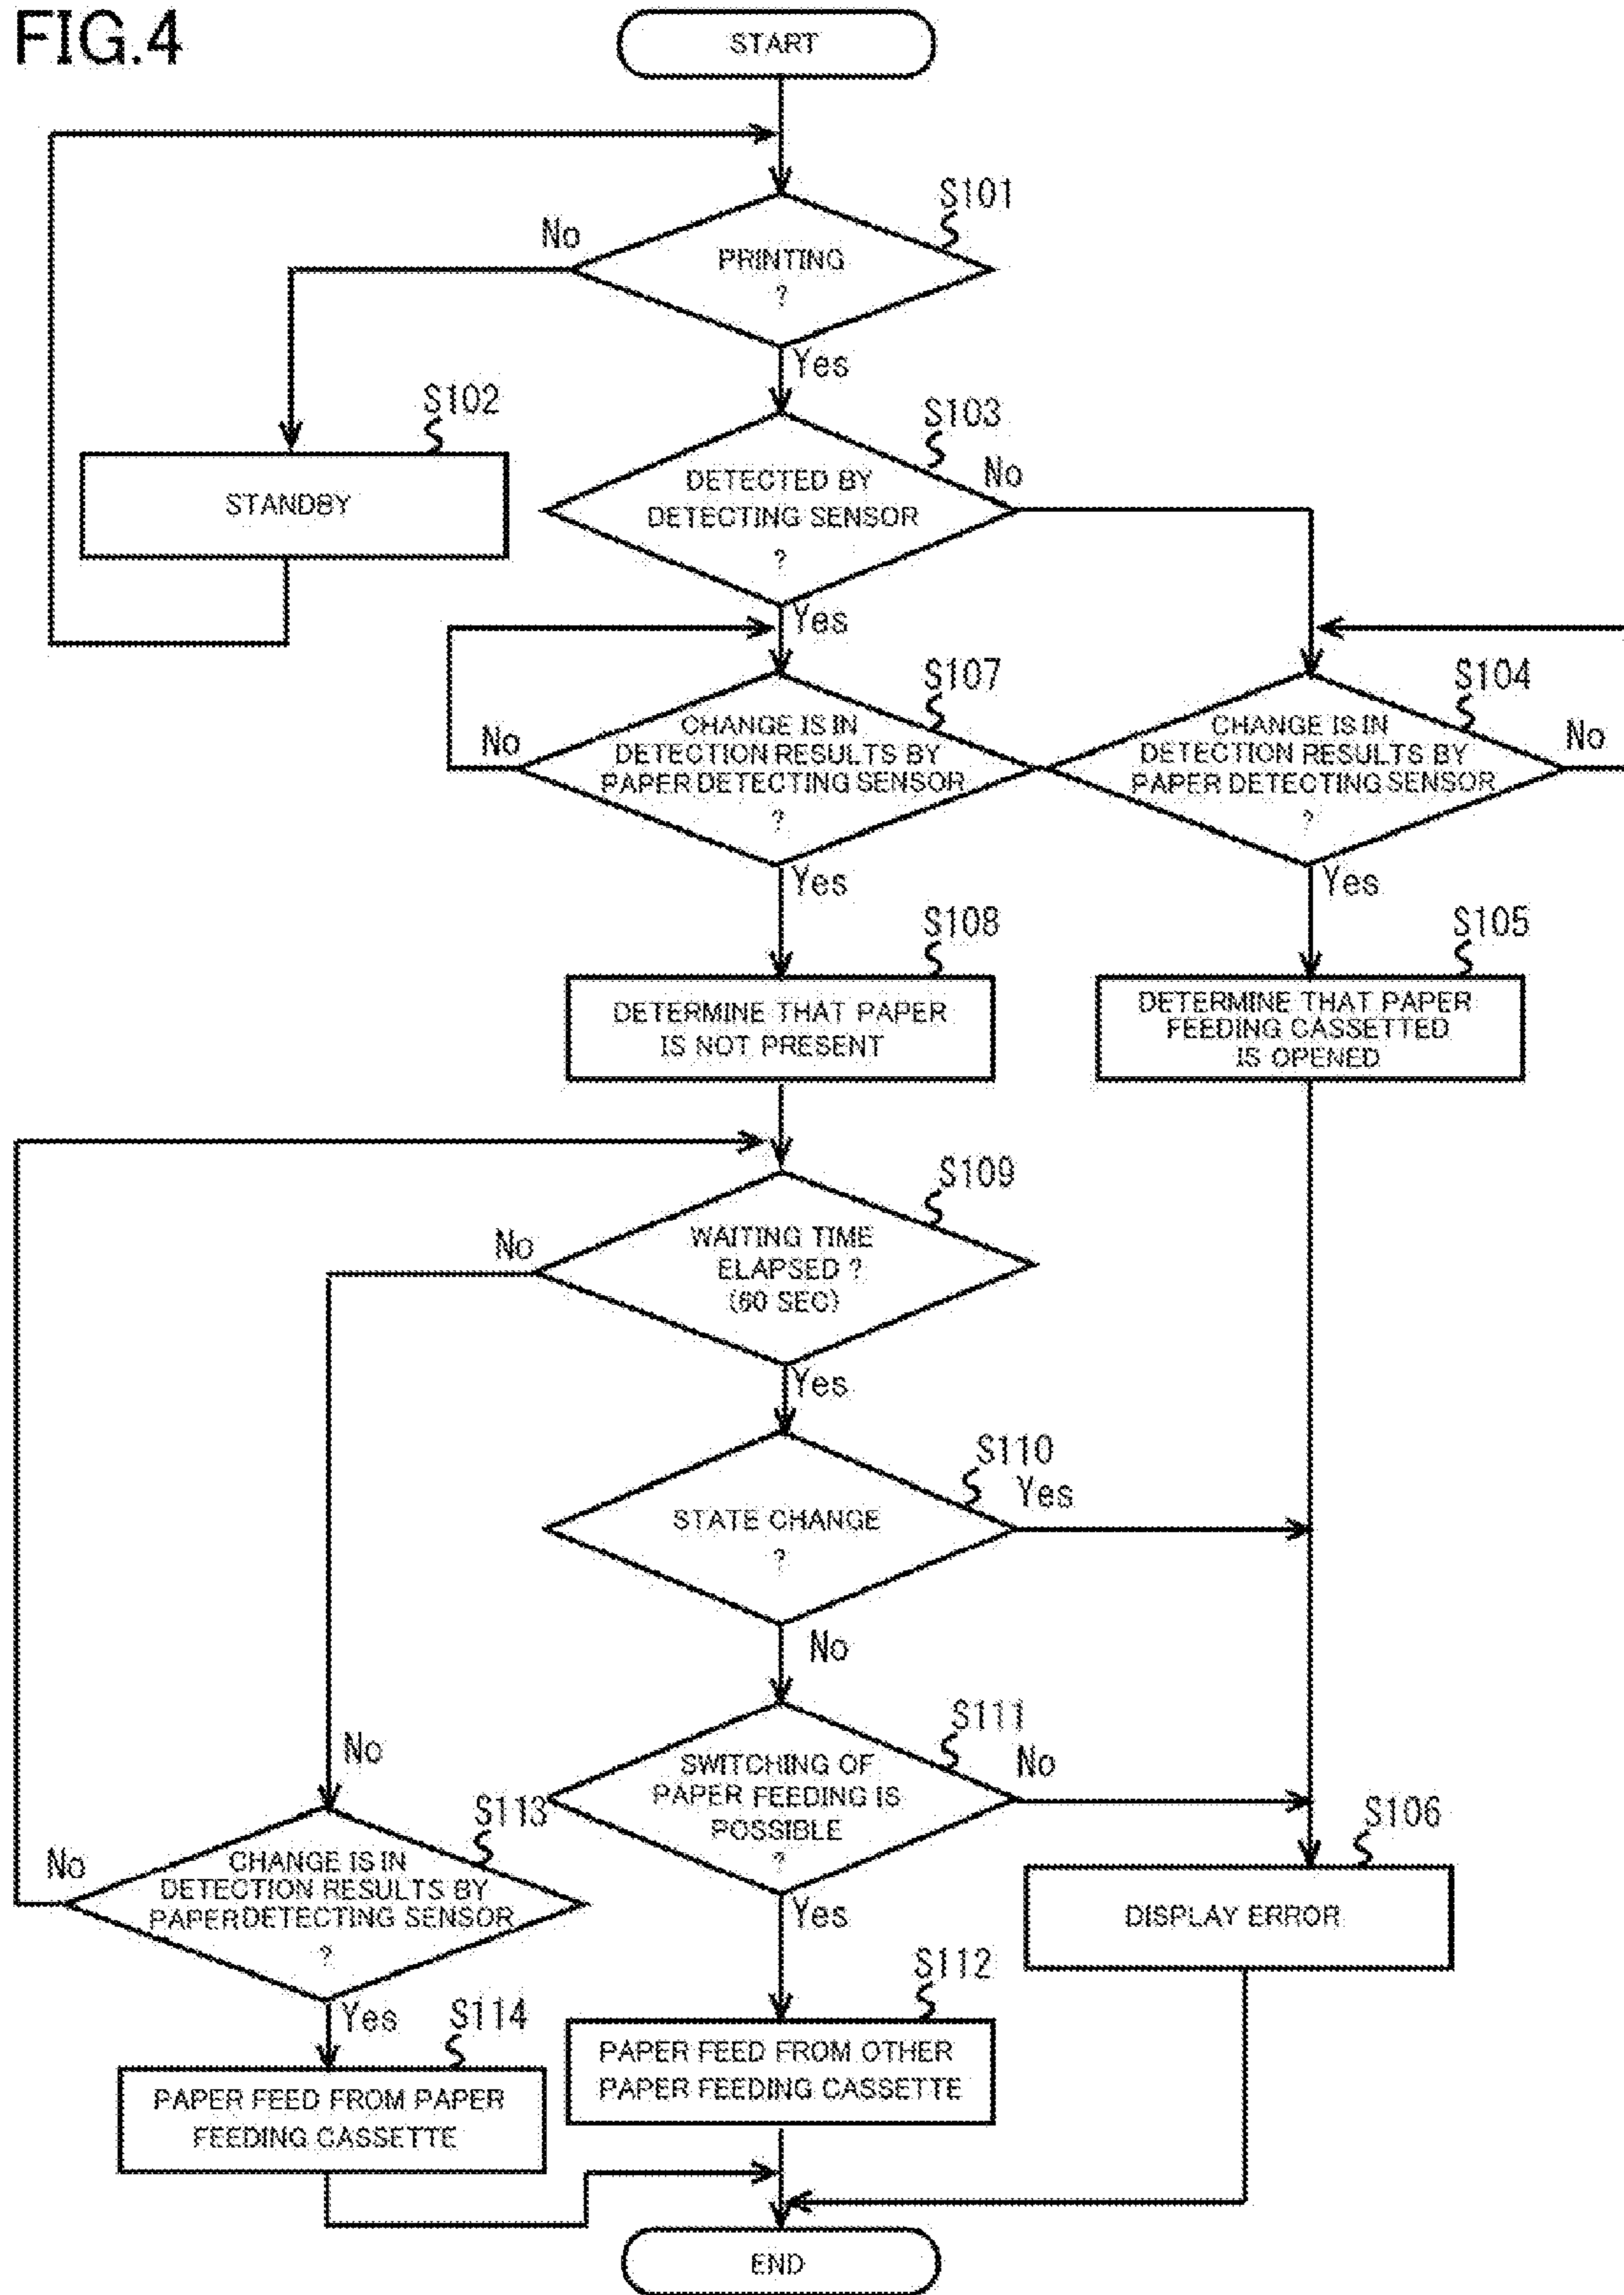 FIG.4
START
S101
No
PRINTING
?
Yes
S102
STANDBY
S103
No
DETECTED BY
DETECTING SENSOR
?
Yes
S107
No
CHANGE IS IN
DETECTION RESULTS BY
PAPER DETECTING SENSOR
?
Yes
S104
No
CHANGE IS IN
DETECTION RESULTS BY
PAPER DETECTING SENSOR
?
Yes
S108
DETERMINE THAT PAPER
IS NOT PRESENT
S105
DETERMINE THAT PAPER
FEEDING CASSETTED
IS OPENED
S109
No
WAITING TIME
ELAPSED ?
(60 SEC)
Yes
S110
Yes
STATE CHANGE
?
No
S111
No
SWITCHING OF
PAPER FEEDING IS
POSSIBLE
?
Yes
No
S113
No
CHANGE IS IN
DETECTION RESULTS BY
PAPER DETECTING SENSOR
?
Yes
S106
DISPLAY ERROR
S112
PAPER FEED FROM OTHER
PAPER FEEDING CASSETTE
S114
PAPER FEED FROM PAPER
FEEDING CASSETTE
END